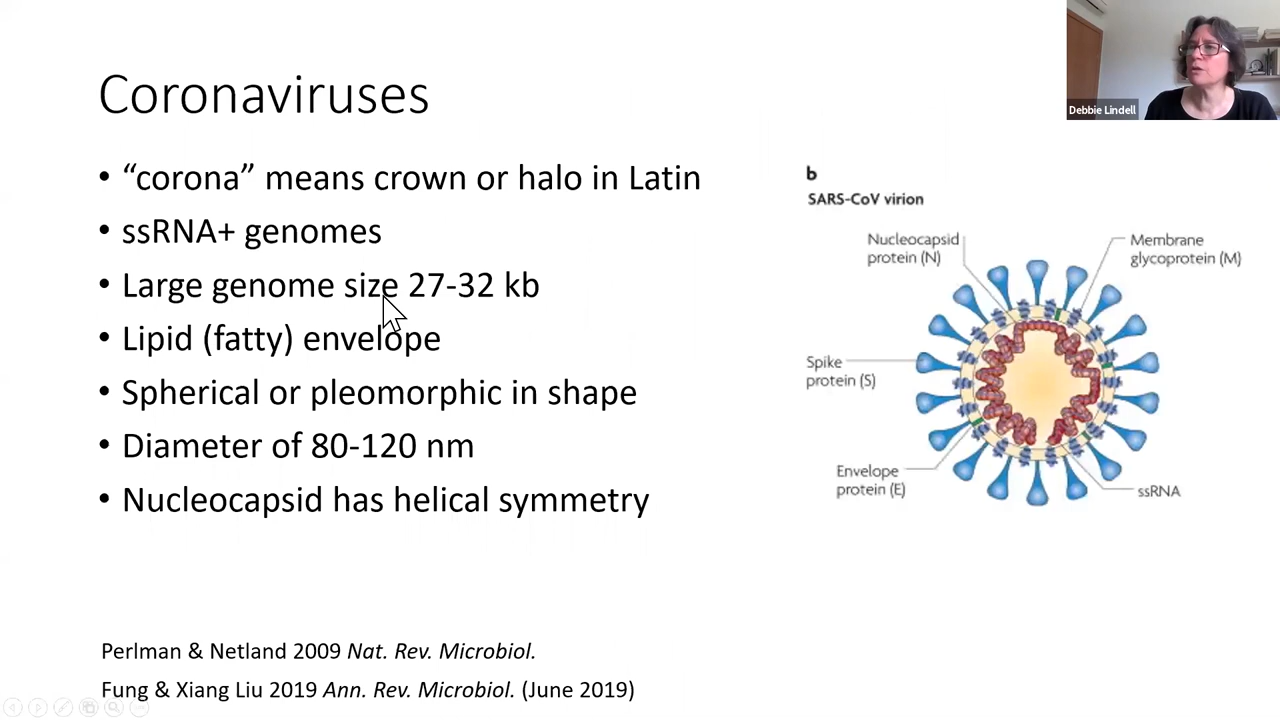 Coronaviruses
Debbie Lindell
• “corona” means crown or halo in Latin
• ssRNA+ genomes
• Large genome size 27-32 kb
• Lipid (fatty) envelope
• Spherical or pleomorphic in shape
• Diameter of 80-120 nm
• Nucleocapsid has helical symmetry
b
SARS-CoV virion
Nucleocapsid
protein (N)
Membrane
glycoprotein (M)
Spike
protein (S)
Envelope
protein (E)
ssRNA
Perlman & Netland 2009 Nat. Rev. Microbiol.
Fung & Xiang Liu 2019 Ann. Rev. Microbiol. (June 2019)